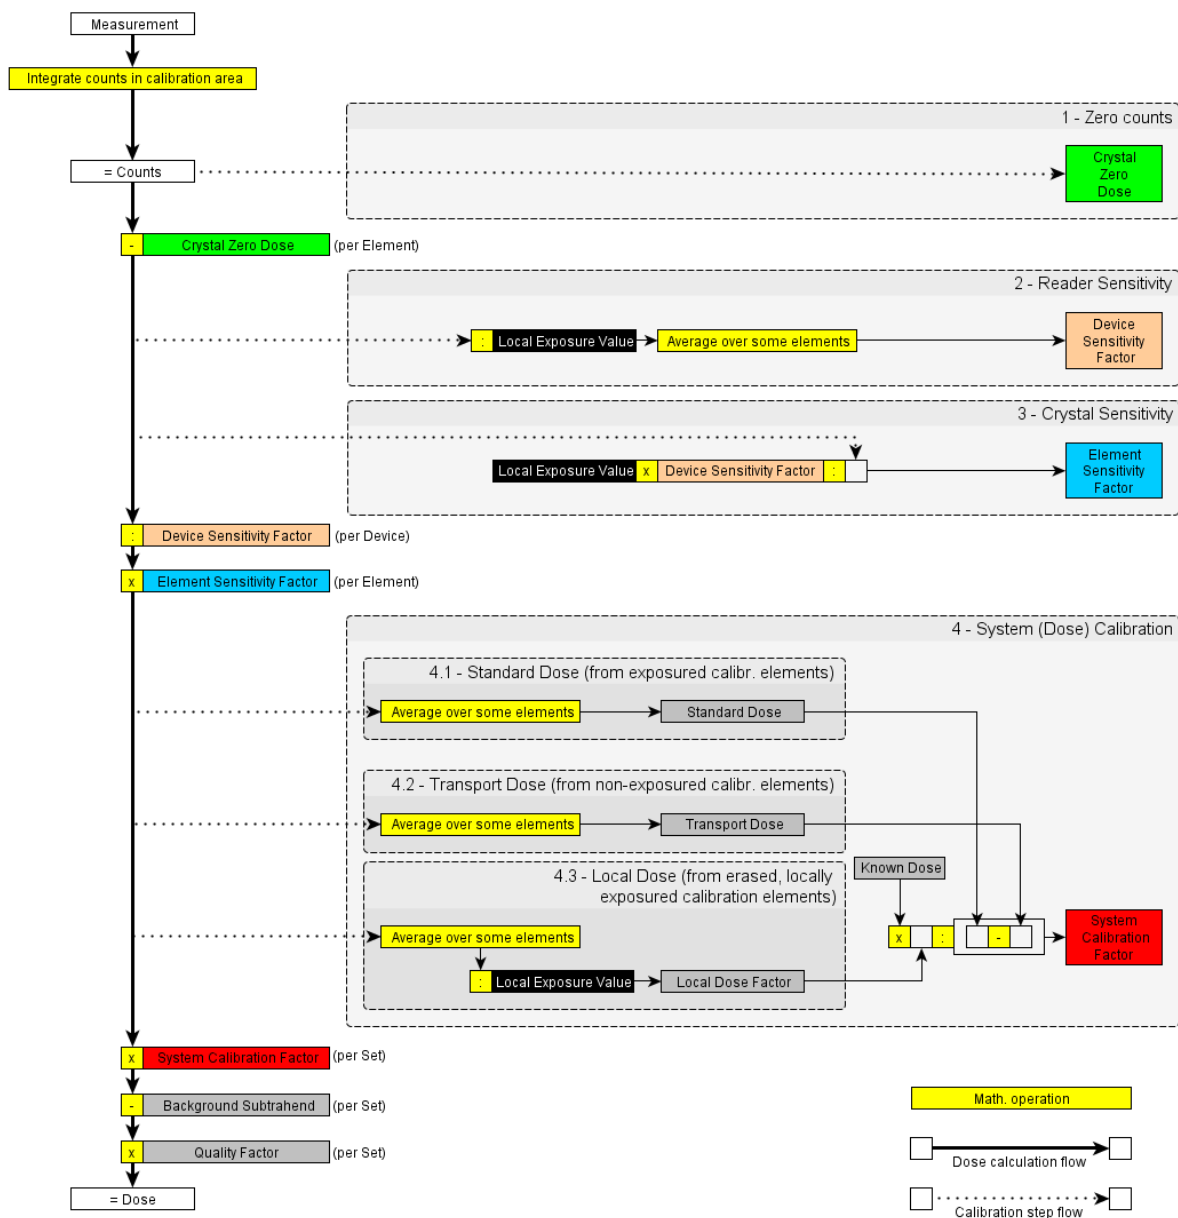 Measurement
Integrate counts in calibration area
1 - Zero counts
= Counts
Crystal
Zero
Dose
- Crystal Zero Dose (per Element)
2 - Reader Sensitivity
: Local Exposure Value Average over some elements
Device
Sensitivity
Factor
3 - Crystal Sensitivity
Local Exposure Value x Device Sensitivity Factor :
Element
Sensitivity
Factor
: Device Sensitivity Factor (per Device)
x Element Sensitivity Factor (per Element)
4 - System (Dose) Calibration
4.1 - Standard Dose (from exposured calibr. elements)
Average over some elements Standard Dose
4.2 - Transport Dose (from non-exposured calibr. elements)
Average over some elements Transport Dose
4.3 - Local Dose (from erased, locally
exposured calibration elements)
Known Dose
Average over some elements
x : -
System
Calibration
Factor
: Local Exposure Value Local Dose Factor
x System Calibration Factor (per Set)
- Background Subtrahend (per Set)
x Quality Factor (per Set)
= Dose
Math. operation
Dose calculation flow
Calibration step flow